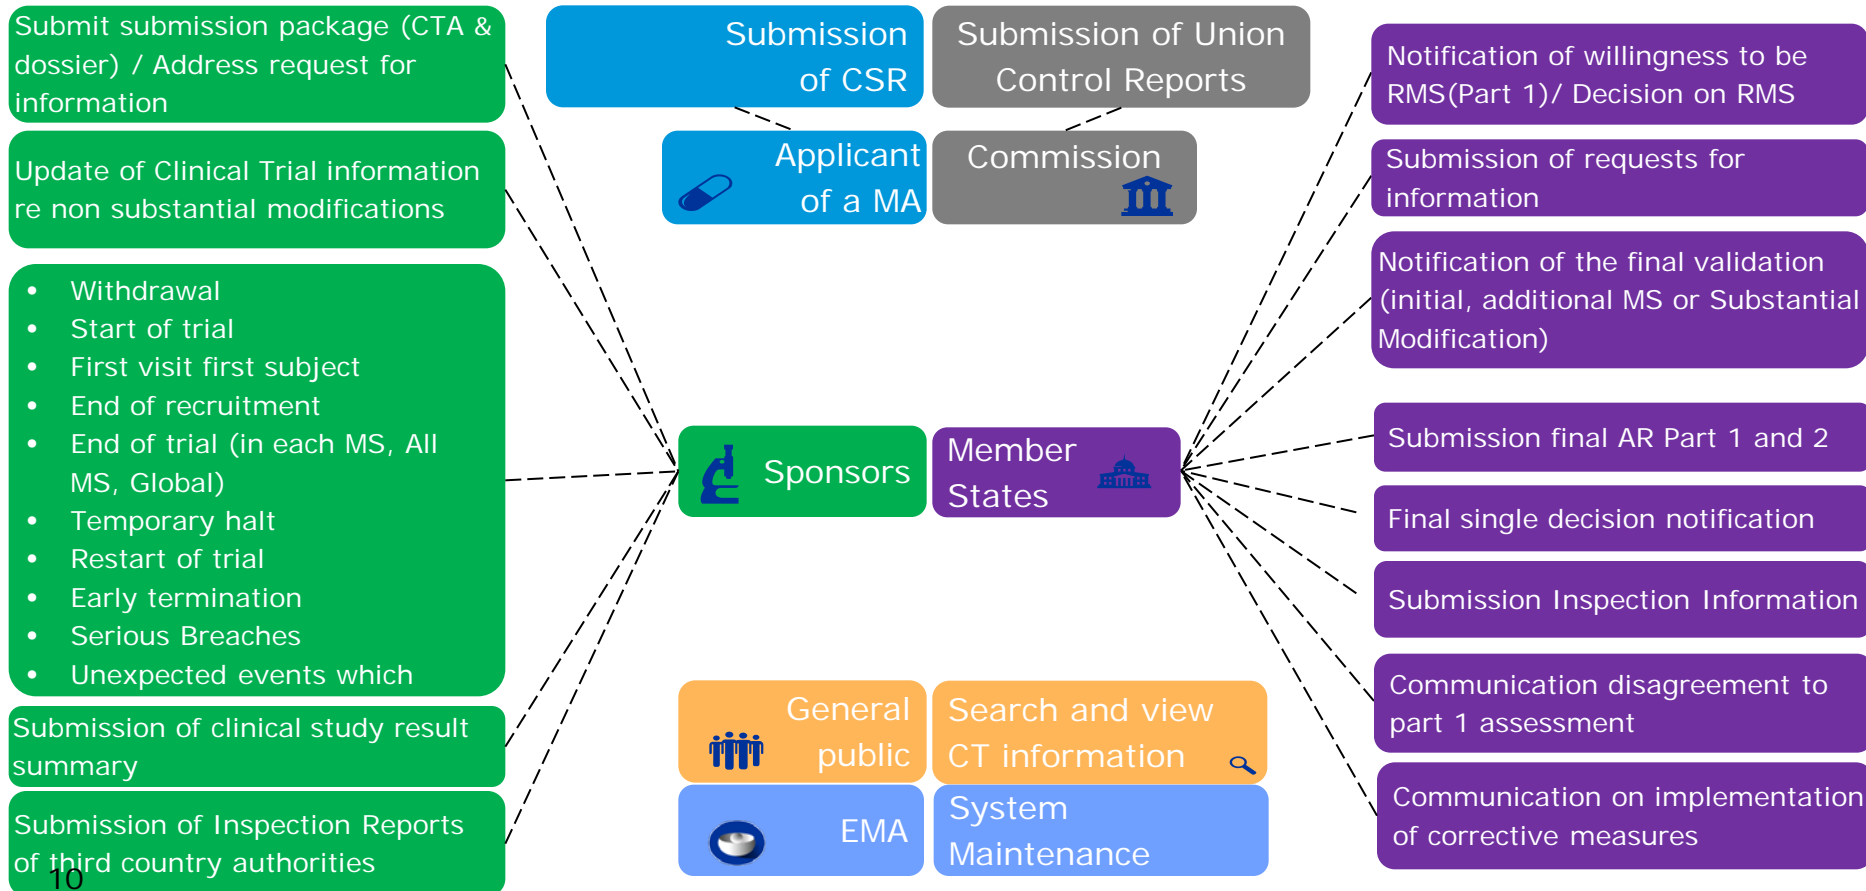 Submit submission package (CTA &
dossier) / Address request for
information
Update of Clinical Trial information
re non substantial modifications
• Withdrawal
• Start of trial
• First visit first subject
• End of recruitment
• End of trial (in each MS, All
MS, Global)
• Temporary halt
• Restart of trial
• Early termination
• Serious Breaches
• Unexpected events which
Submission of clinical study result
summary
Submission of Inspection Reports
of third country authorities
10
Submission
of CSR
Submission of Union
Control Reports
Applicant
of a MA
Commission
Sponsors
Member
States
General
public
Search and view
CT information
EMA
System
Maintenance
Notification of willingness to be
RMS(Part 1)/ Decision on RMS
Submission of requests for
information
Notification of the final validation
(initial, additional MS or Substantial
Modification)
Submission final AR Part 1 and 2
Final single decision notification
Submission Inspection Information
Communication disagreement to
part 1 assessment
Communication on implementation
of corrective measures